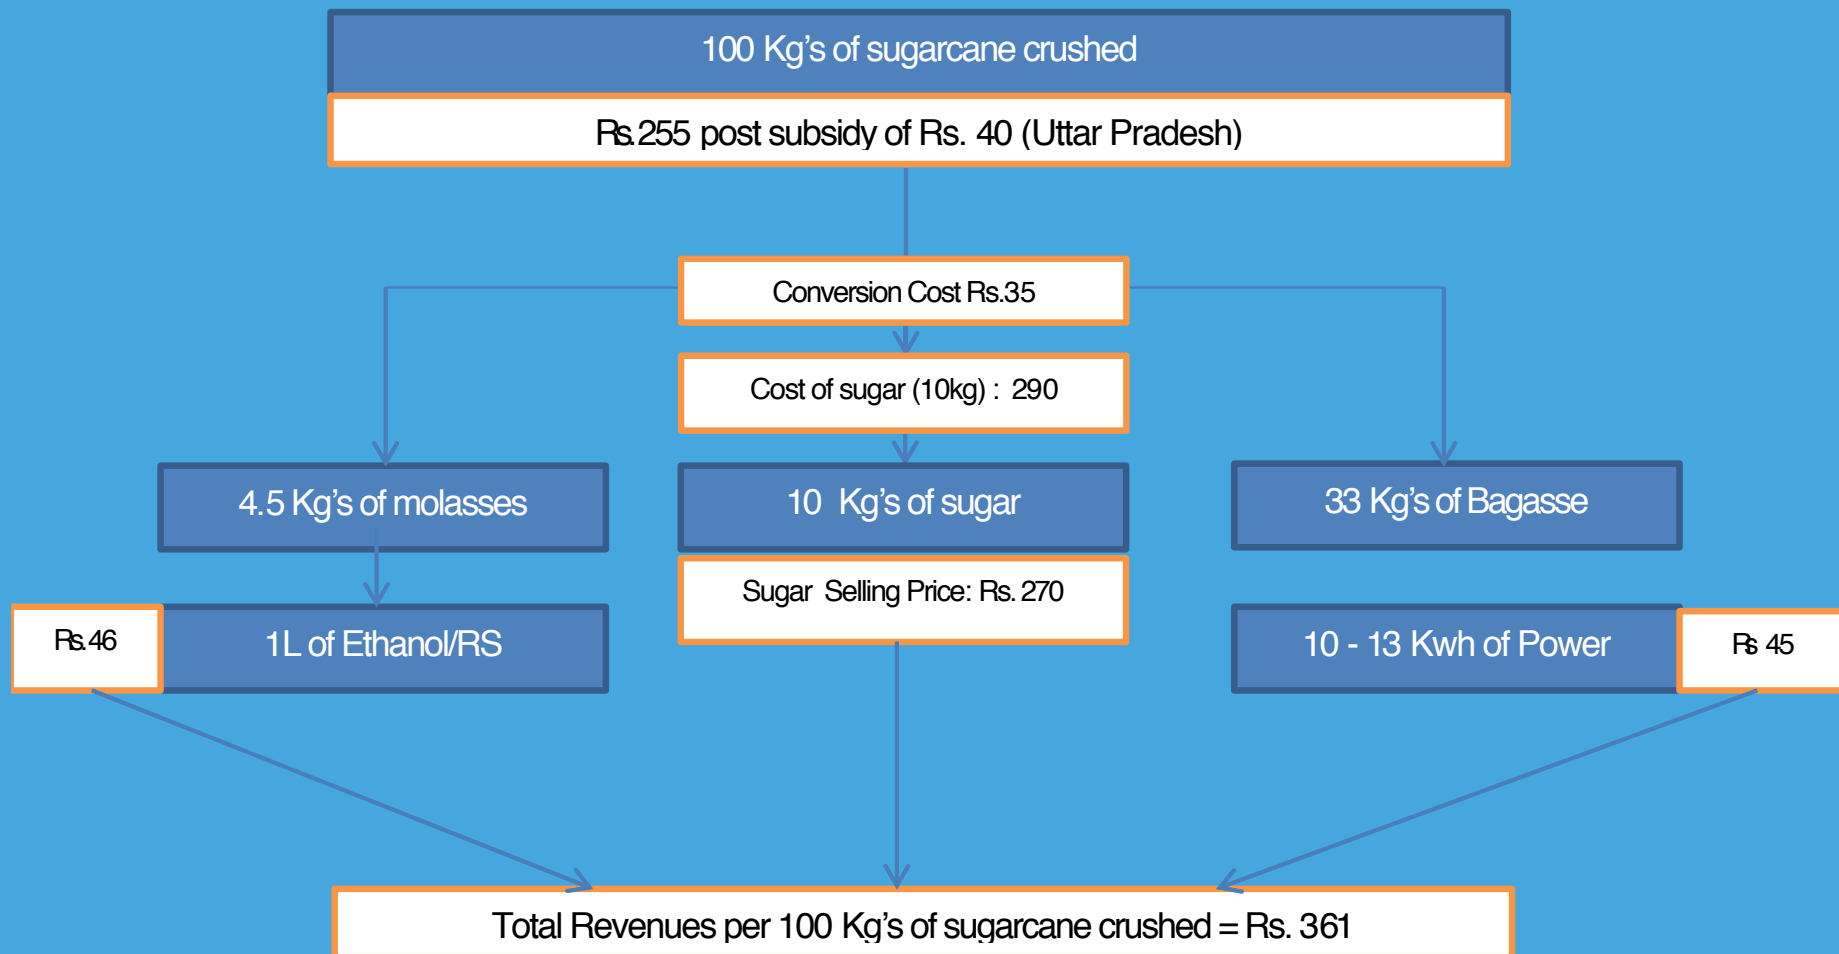 100 Kg's of sugarcane crushed
Rs.255 post subsidy of Rs. 40 (Uttar Pradesh)
Conversion Cost Rs.35
Cost of sugar (10kg) : 290
4.5 Kg's of molasses
10 Kg's of sugar
33 Kg's of Bagasse
Sugar Selling Price: Rs. 270
Rs.46
1L of Ethanol/RS
10 - 13 Kwh of Power
Rs 45
Total Revenues per 100 Kg's of sugarcane crushed = Rs. 361